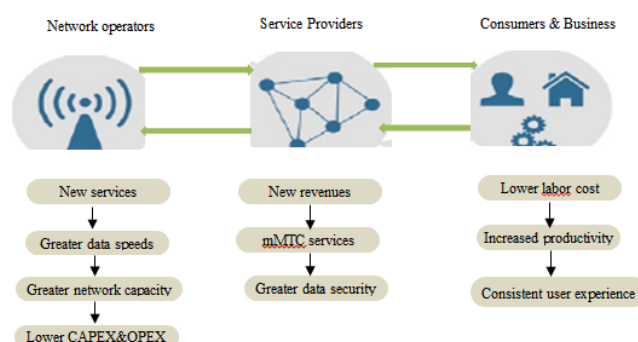 Network operators
Service Providers
Consumers & Business
New services
Greater data speeds
Greater network capacity
Lower CAPEX&OPEX
New revenues
mMTC services
Greater data security
Lower labor cost
Increased productivity
Consistent user experience